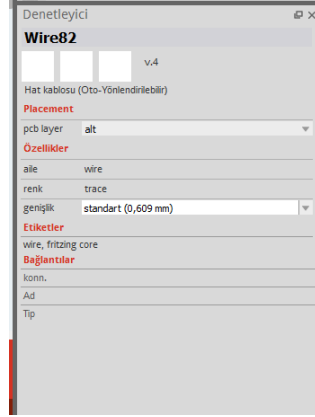 Denetleyici
Wire82
v.4
Hat kablosu (Oto-Yönlendirilebilir)
Placement
pcb layer alt
Özellikler
aile wire
renk trace
genişlik standart (0,609 mm)
Etiketler
wire, fritzing core
Bağlantılar
konn.
Ad
Tip